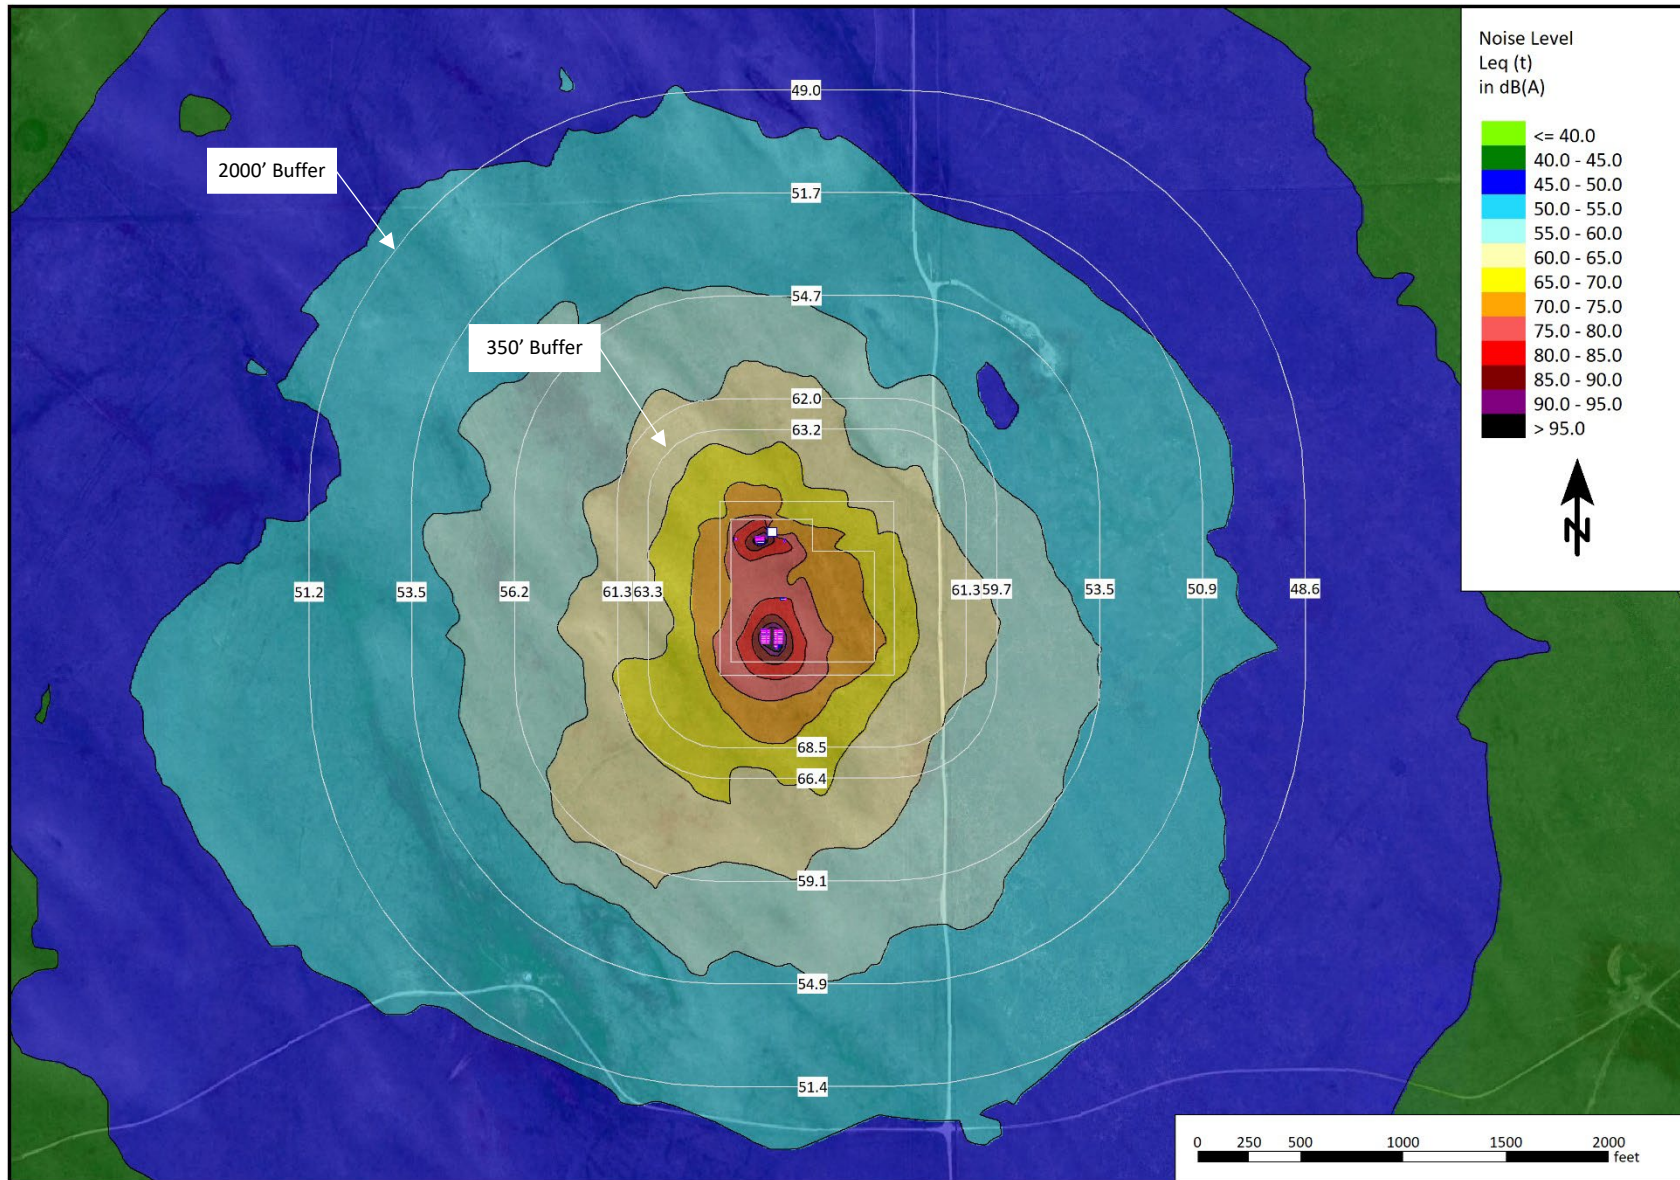 Noise Level
Leq (t)
in dB(A)
<= 40.0
40.0 - 45.0
45.0 - 50.0
50.0 - 55.0
55.0 - 60.0
60.0 - 65.0
65.0 - 70.0
70.0 - 75.0
75.0 - 80.0
80.0 - 85.0
85.0 - 90.0
90.0 - 95.0
> 95.0
N
49.0
2000’ Buffer
51.7
54.7
350’ Buffer
62.0
63.2
51.2 53.5 56.2 61.3 63.3 61.3 59.7 53.5 50.9 48.6
68.5
66.4
59.1
54.9
51.4
0 250 500 1000 1500 2000
feet